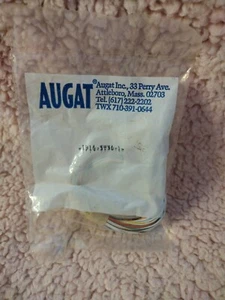 AUGAT
®Augat Inc., 33 Perry Ave.
Attleboro, Mass. 02703
Tel. (617) 222-2202
TWX 710-391-0644